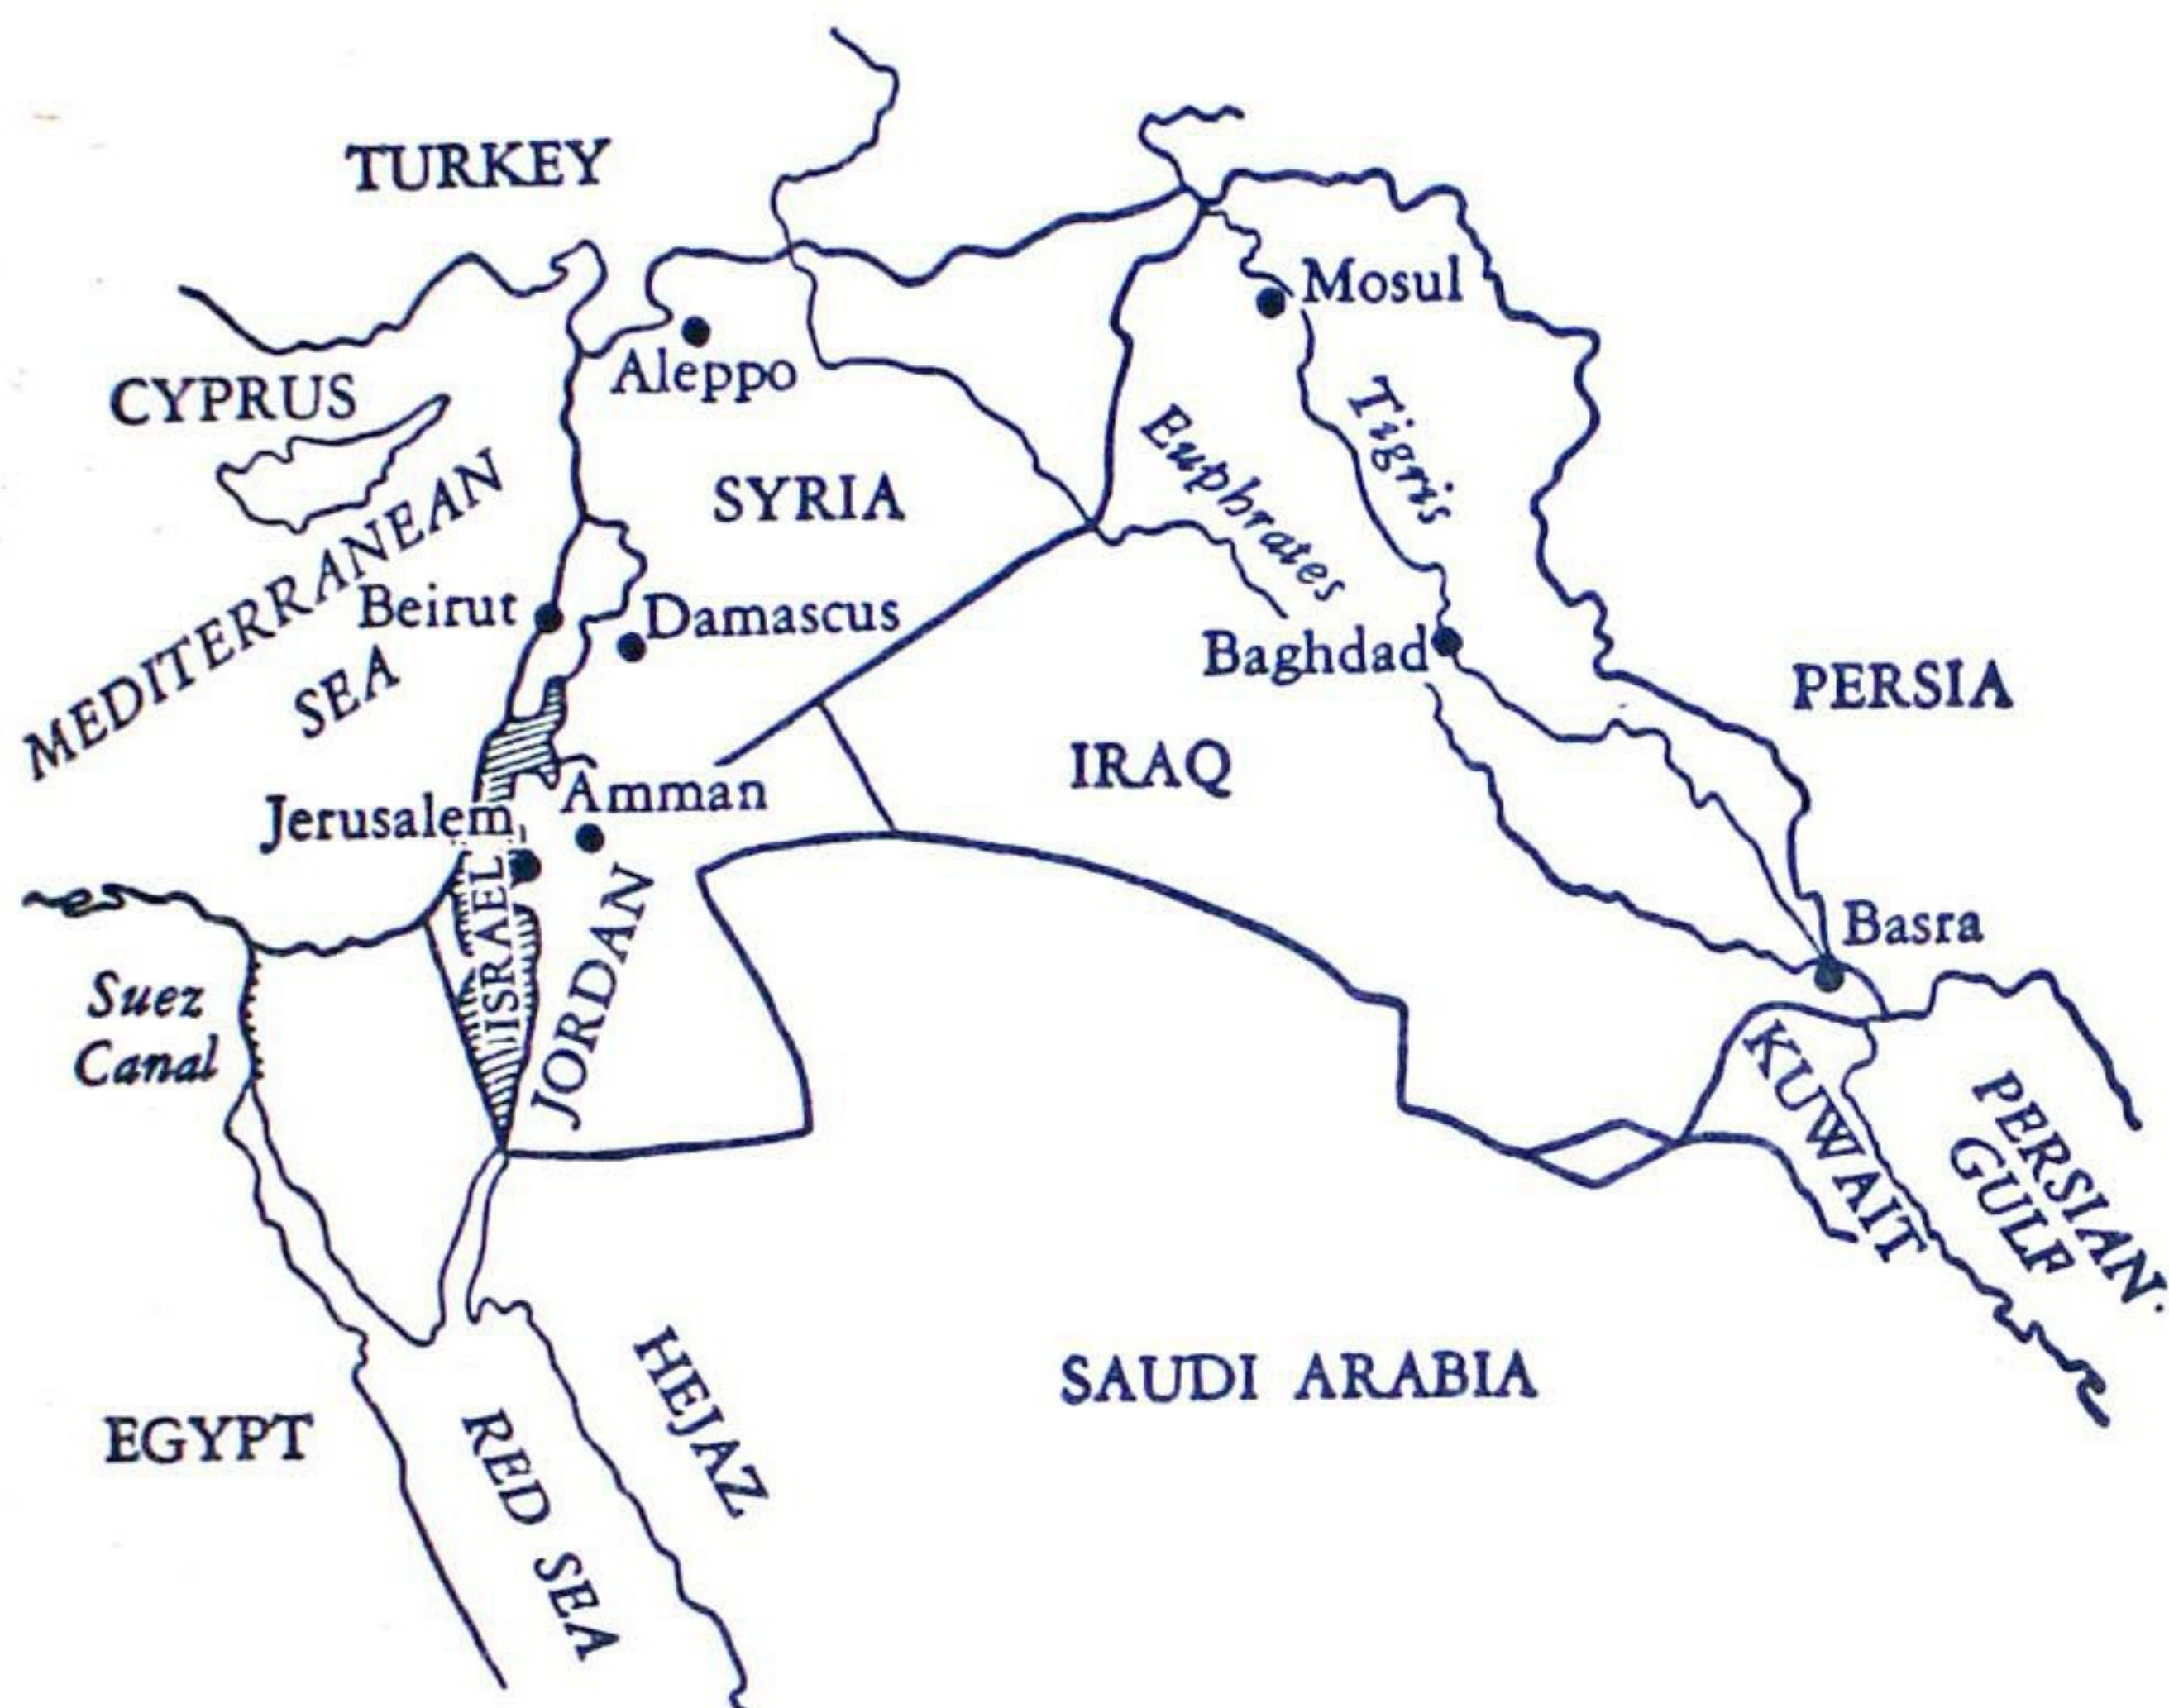 TURKEY
Mosul
CYPRUS
Aleppo
Tigris
Euphrates
SYRIA
MEDITERRANEAN
SEA
Beirut
Damascus
Baghdad
PERSIA
IRAQ
Amman
Jerusalem
ISRAEL
JORDAN
Basra
Suez
Canal
KUWAIT
PERSIAN
GULF
HEJAZ
SAUDI ARABIA
EGYPT
RED SEA